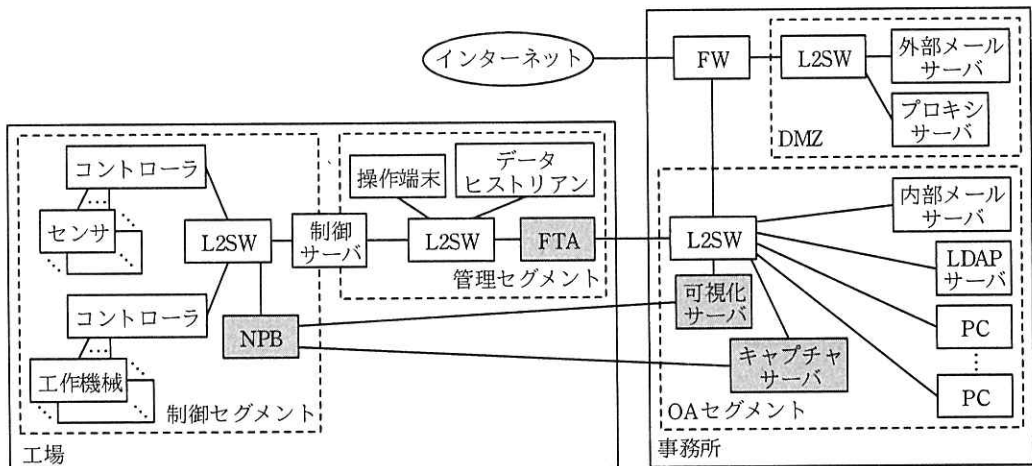 インターネット
FW
L2SW
外部メール
サーバ
プロキシ
サーバ
DMZ
コントローラ
センサ
L2SW
制御
サーバ
操作端末
データ
ヒストリアン
L2SW
FTA
管理セグメント
コントローラ
工作機械
NPB
制御セグメント
工場
L2SW
内部メール
サーバ
LDAP
サーバ
可視化
サーバ
PC
キャプチャ
サーバ
PC
OAセグメント
事務所